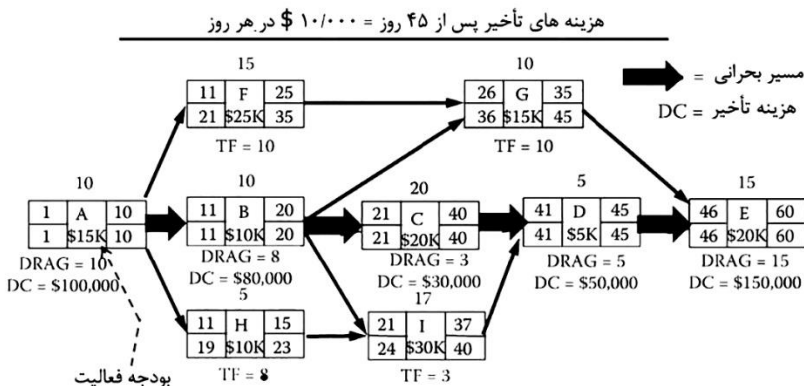 هزینه های تأخیر پس از ۴۵ روز = ۱۰/۰۰۰ $ در هر روز
مسیر بحرانی =
DC = هزینه تأخیر
15
11 F 25
21 $25K 35
TF = 10
10
26 G 35
36 $15K 45
TF = 10
10
1 A 10
1 $15K 10
DRAG = 10
DC = $100,000
10
11 B 20
11 $10K 20
DRAG = 8
DC = $80,000
20
21 C 40
21 $20K 40
DRAG = 3
DC = $30,000
5
41 D 45
41 $5K 45
DRAG = 5
DC = $50,000
15
46 E 60
46 $20K 60
DRAG = 15
DC = $150,000
5
11 H 15
19 $10K 23
TF = 8
17
21 I 37
24 $30K 40
TF = 3
بودجه فعالیت